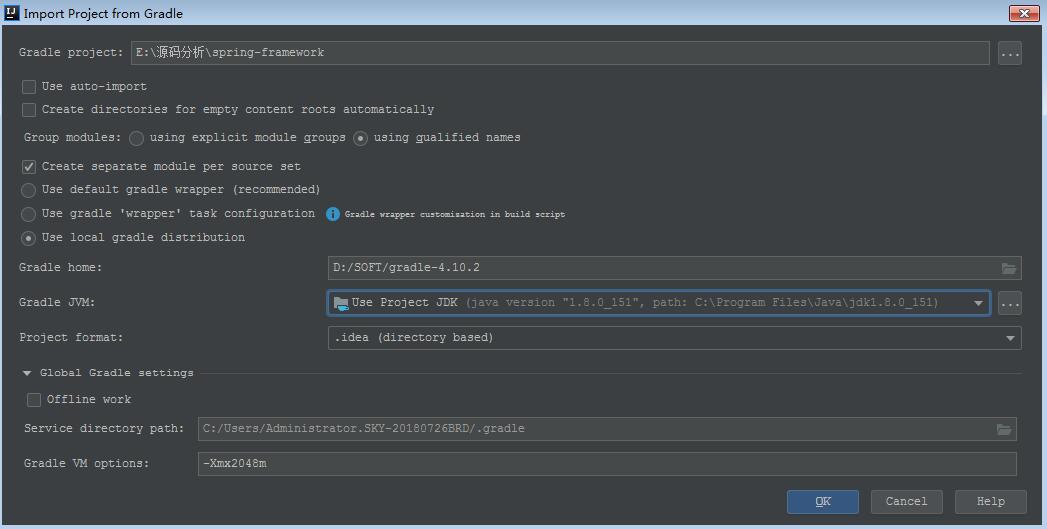 IJ Import Project from Gradle
Gradle project: E:\源码分析\spring-framework ...
Use auto-import
Create directories for empty content roots automatically
Group modules: using explicit module groups using qualified names
Create separate module per source set
Use default gradle wrapper (recommended)
Use gradle 'wrapper' task configuration Gradle wrapper customization in build script
Use local gradle distribution
Gradle home: D:/SOFT/gradle-4.10.2
Gradle JVM: Use Project JDK (java version "1.8.0_151", path: C:\Program Files\Java\jdk1.8.0_151) ...
Project format: .idea (directory based)
Global Gradle settings
Offline work
Service directory path: C:/Users/Administrator.SKY-20180726BRD/.gradle
Gradle VM options: -Xmx2048m
OK Cancel Help